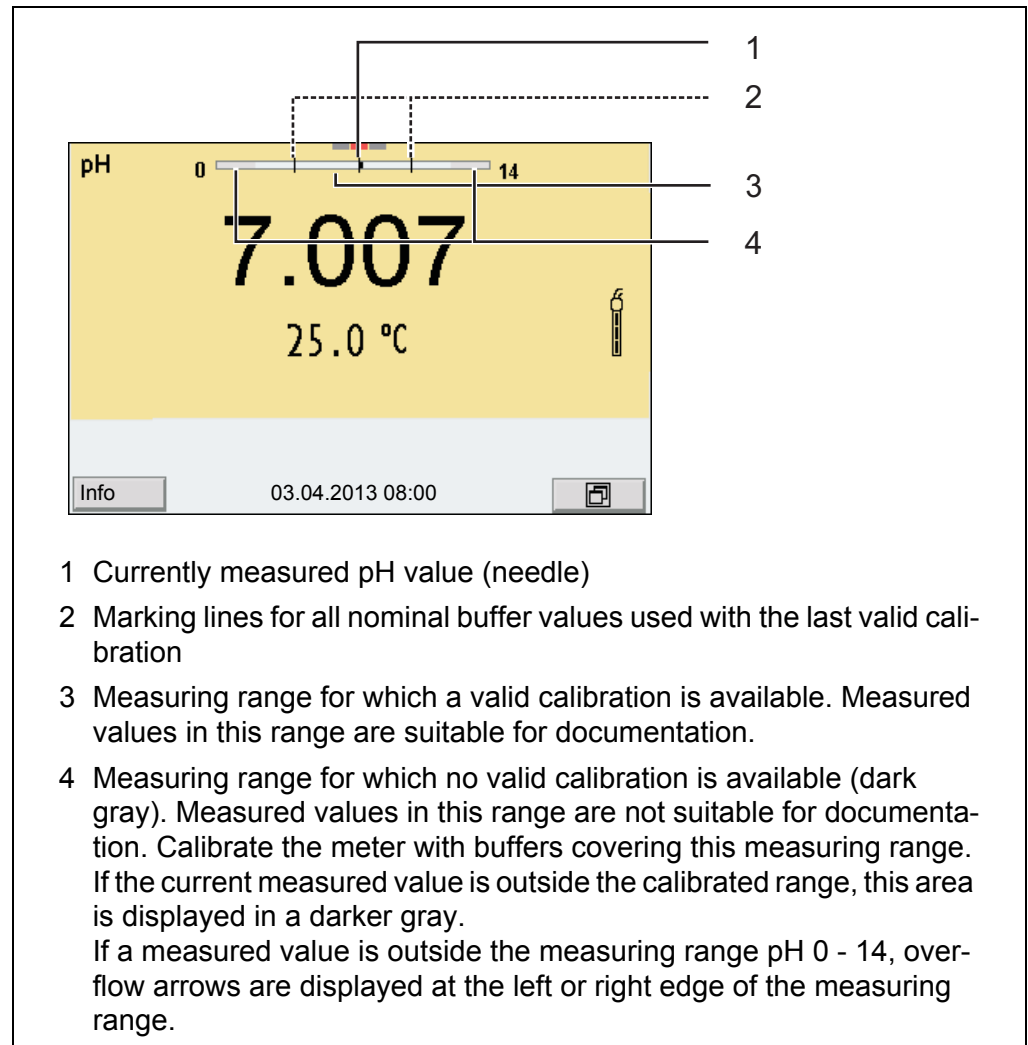 1
2
pH
0
14
3
7.007
4
25.0 °C
Info
03.04.2013 08:00
1 Currently measured pH value (needle)
2 Marking lines for all nominal buffer values used with the last valid cali-
bration
3 Measuring range for which a valid calibration is available. Measured
values in this range are suitable for documentation.
4 Measuring range for which no valid calibration is available (dark
gray). Measured values in this range are not suitable for documenta-
tion. Calibrate the meter with buffers covering this measuring range.
If the current measured value is outside the calibrated range, this area
is displayed in a darker gray.
If a measured value is outside the measuring range pH 0 - 14, over-
flow arrows are displayed at the left or right edge of the measuring
range.